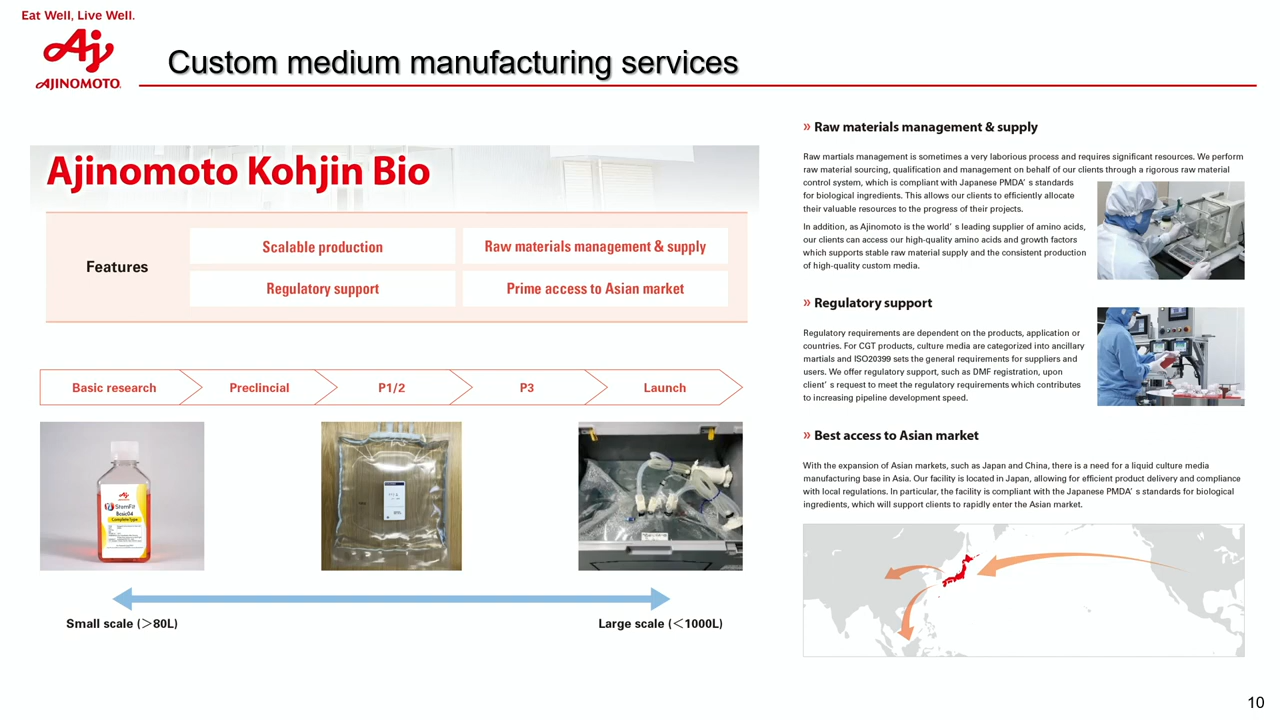 Eat Well, Live Well.
AJINOMOTO
Custom medium manufacturing services
Ajinomoto Kohjin Bio
Features
Scalable production
Raw materials management & supply
Regulatory support
Prime access to Asian market
Basic research
Preclincial
P1/2
P3
Launch
StemFit
Basic04
Complete Type
Small scale (＞80L)
Large scale (＜1000L)
» Raw materials management & supply
Raw martials management is sometimes a very laborious process and requires significant resources. We perform
raw material sourcing, qualification and management on behalf of our clients through a rigorous raw material
control system, which is compliant with Japanese PMDA’s standards
for biological ingredients. This allows our clients to efficiently allocate
their valuable resources to the progress of their projects.
In addition, as Ajinomoto is the world’s leading supplier of amino acids,
our clients can access our high-quality amino acids and growth factors
which supports stable raw material supply and the consistent production
of high-quality custom media.
» Regulatory support
Regulatory requirements are dependent on the products, application or
countries. For CGT products, culture media are categorized into ancillary
martials and ISO20399 sets the general requirements for suppliers and
users. We offer regulatory support, such as DMF registration, upon
client’s request to meet the regulatory requirements which contributes
to increasing pipeline development speed.
» Best access to Asian market
With the expansion of Asian markets, such as Japan and China, there is a need for a liquid culture media
manufacturing base in Asia. Our facility is located in Japan, allowing for efficient product delivery and compliance
with local regulations. In particular, the facility is compliant with the Japanese PMDA’s standards for biological
ingredients, which will support clients to rapidly enter the Asian market.
10